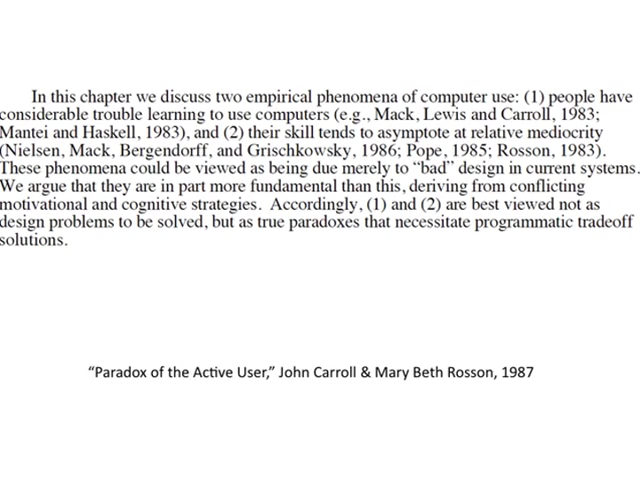 In this chapter we discuss two empirical phenomena of computer use: (1) people have
considerable trouble learning to use computers (e.g., Mack, Lewis and Carroll, 1983;
Mantei and Haskell, 1983), and (2) their skill tends to asymptote at relative mediocrity
(Nielsen, Mack, Bergendorff, and Grischkowsky, 1986; Pope, 1985; Rosson, 1983).
These phenomena could be viewed as being due merely to “bad” design in current systems.
We argue that they are in part more fundamental than this, deriving from conflicting
motivational and cognitive strategies.  Accordingly, (1) and (2) are best viewed not as
design problems to be solved, but as true paradoxes that necessitate programmatic tradeoff
solutions.
“Paradox of the Active User,” John Carroll & Mary Beth Rosson, 1987